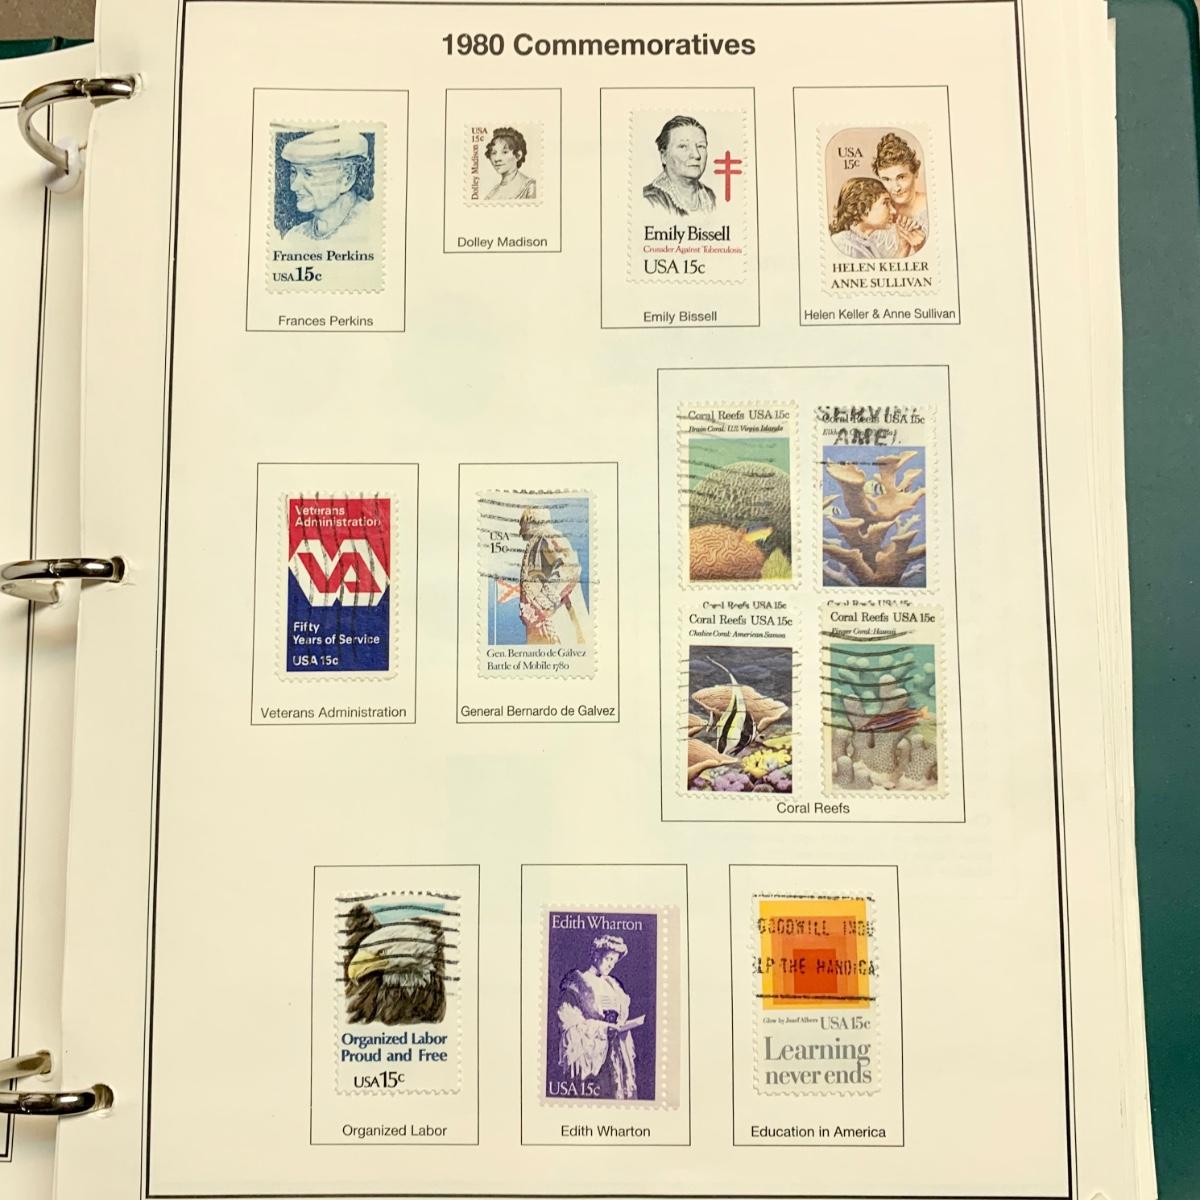 1980 Commemoratives
Frances Perkins
USA 15c
Frances Perkins
USA
15c
Dolley Madison
Dolley Madison
Emily Bissell
Crusader Against Tuberculosis
USA 15c
Emily Bissell
USA
15c
HELEN KELLER
ANNE SULLIVAN
Helen Keller & Anne Sullivan
Veterans
Administration
VA
Fifty
Years of Service
USA 15c
Veterans Administration
USA
15c
Gen. Bernardo de Gálvez
Battle of Mobile 1780
General Bernardo de Galvez
Coral Reefs USA 15c
Brain Coral: U.S. Virgin Islands
Coral Reefs USA 15c
Coral Reefs USA 15c
Coral Reefs USA 15c
Chalice Coral: American Samoa
Coral Reefs USA 15c
Finger Coral: Hawaii
Coral Reefs
Organized Labor
Proud and Free
USA 15c
Organized Labor
Edith Wharton
USA 15c
Edith Wharton
GOODWILL
THE
Glow by Josef Albers USA 15c
Learning
never ends
Education in America